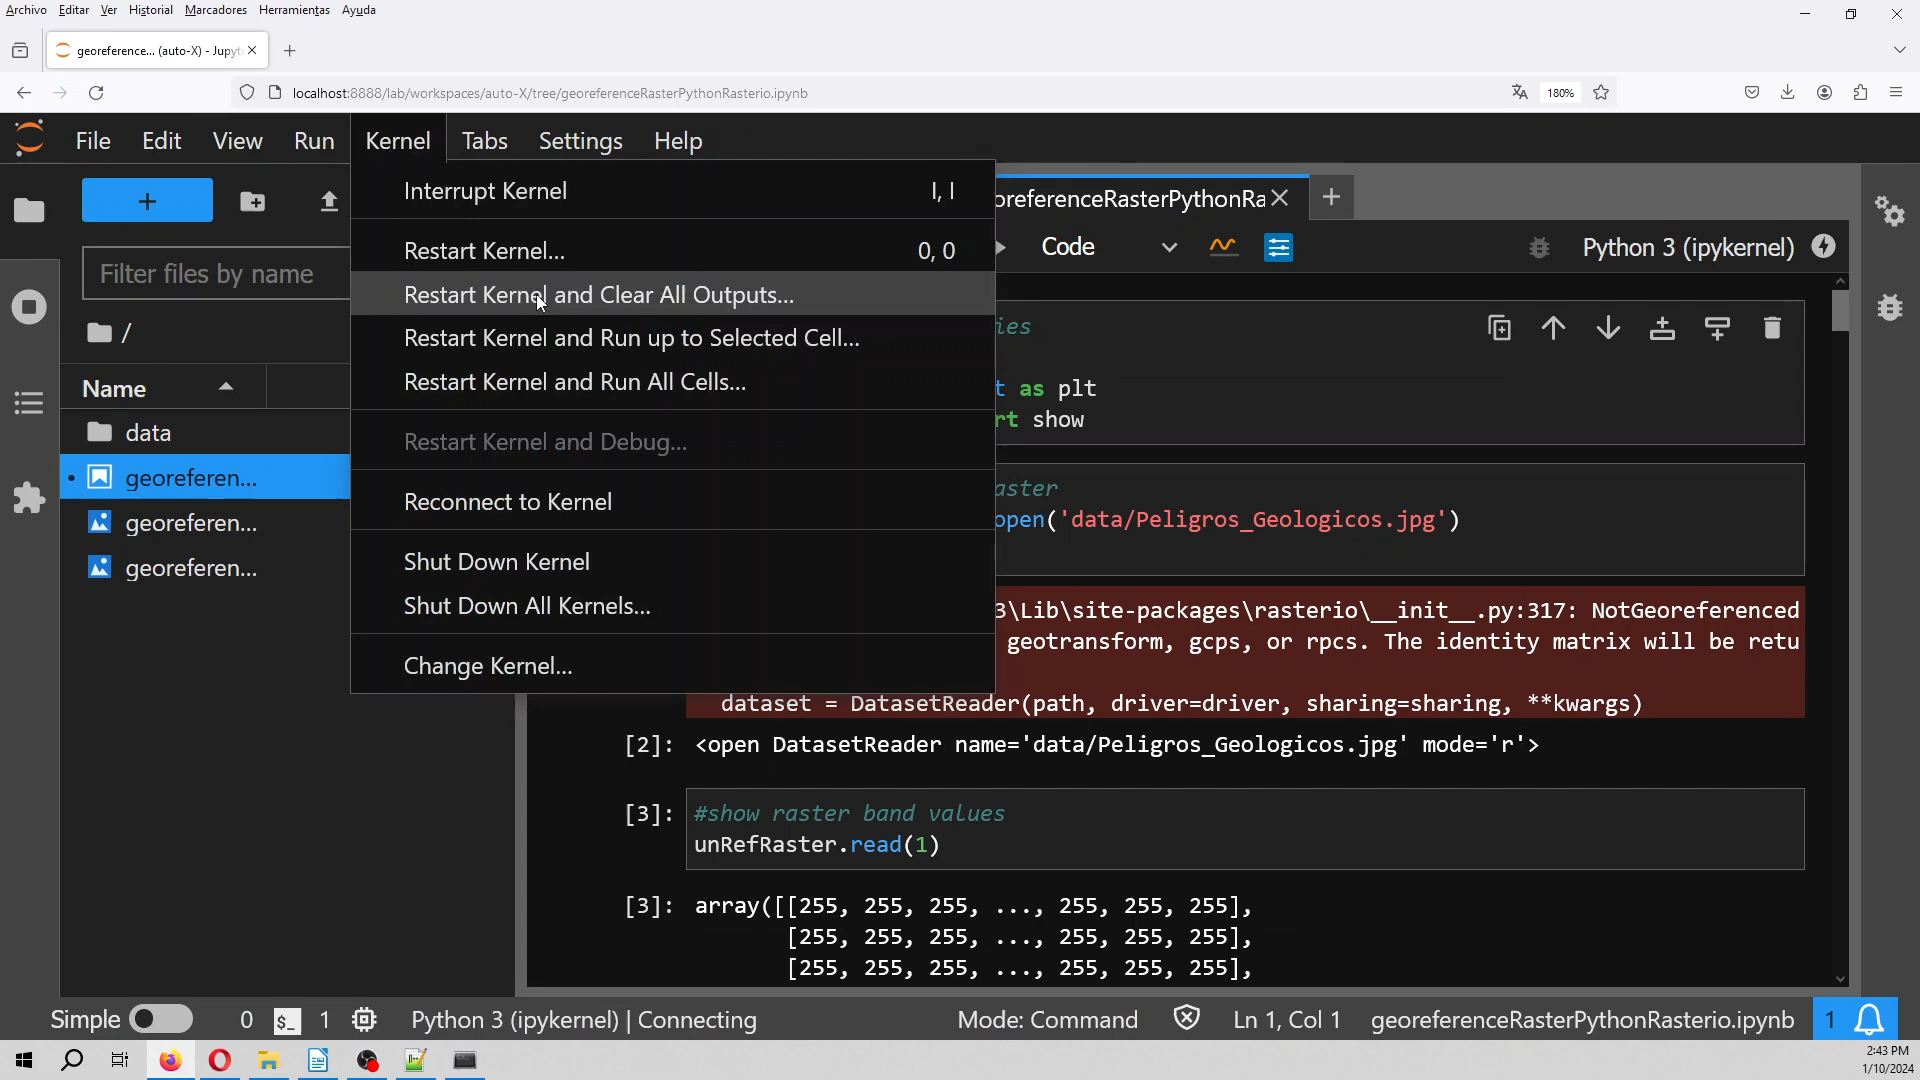 Archivo Editar Ver Historial Marcadores Herramientas Ayuda
georeference... (auto-X) - Jupyt
localhost:8888/lab/workspaces/auto-X/tree/georeferenceRasterPythonRasterio.ipynb
180%
File Edit View Run Kernel Tabs Settings Help
Interrupt Kernel I, I
Restart Kernel... 0, 0
Restart Kernel and Clear All Outputs...
Restart Kernel and Run up to Selected Cell...
Restart Kernel and Run All Cells...
Restart Kernel and Debug...
Reconnect to Kernel
Shut Down Kernel
Shut Down All Kernels...
Change Kernel...
Filter files by name
/
Name
data
georeferen...
georeferen...
georeferen...
oreferenceRasterPythonRa
Code
Python 3 (ipykernel)
ies
t as plt
rt show
aster
open('data/Peligros_Geologicos.jpg')
3\Lib\site-packages\rasterio\__init__.py:317: NotGeoreferenced
geotransform, gcps, or rpcs. The identity matrix will be retu
dataset = DatasetReader(path, driver=driver, sharing=sharing, **kwargs)
[2]: <open DatasetReader name='data/Peligros_Geologicos.jpg' mode='r'>
[3]: #show raster band values
unRefRaster.read(1)
[3]: array([[255, 255, 255, ..., 255, 255, 255],
[255, 255, 255, ..., 255, 255, 255],
[255, 255, 255, ..., 255, 255, 255],
Simple 0 $_ 1 Python 3 (ipykernel) | Connecting Mode: Command Ln 1, Col 1 georeferenceRasterPythonRasterio.ipynb 1
2:43 PM
1/10/2024